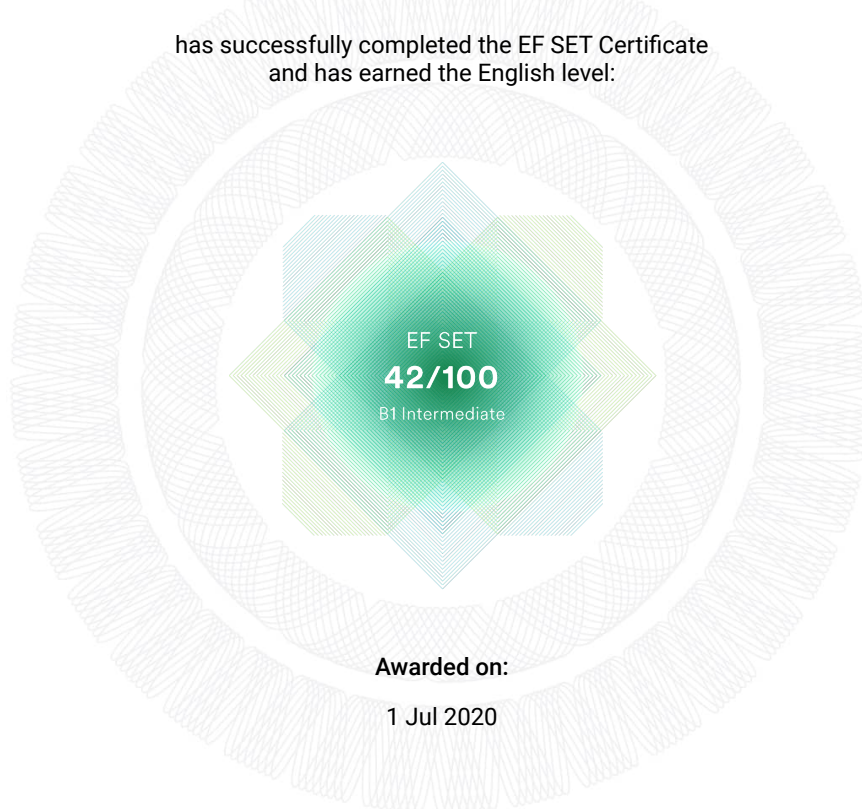 has successfully completed the EF SET Certificate
and has earned the English level:
EF SET
42/100
B1 Intermediate
Awarded on:
1 Jul 2020